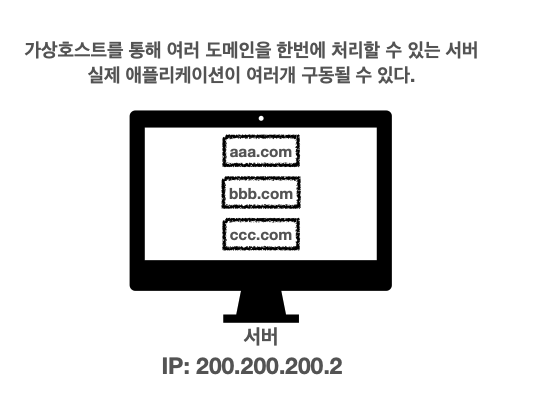 가상호스트를 통해 여러 도메인을 한번에 처리할 수 있는 서버
실제 애플리케이션이 여러개 구동될 수 있다.
aaa.com
bbb.com
ccc.com
서버
IP: 200.200.200.2